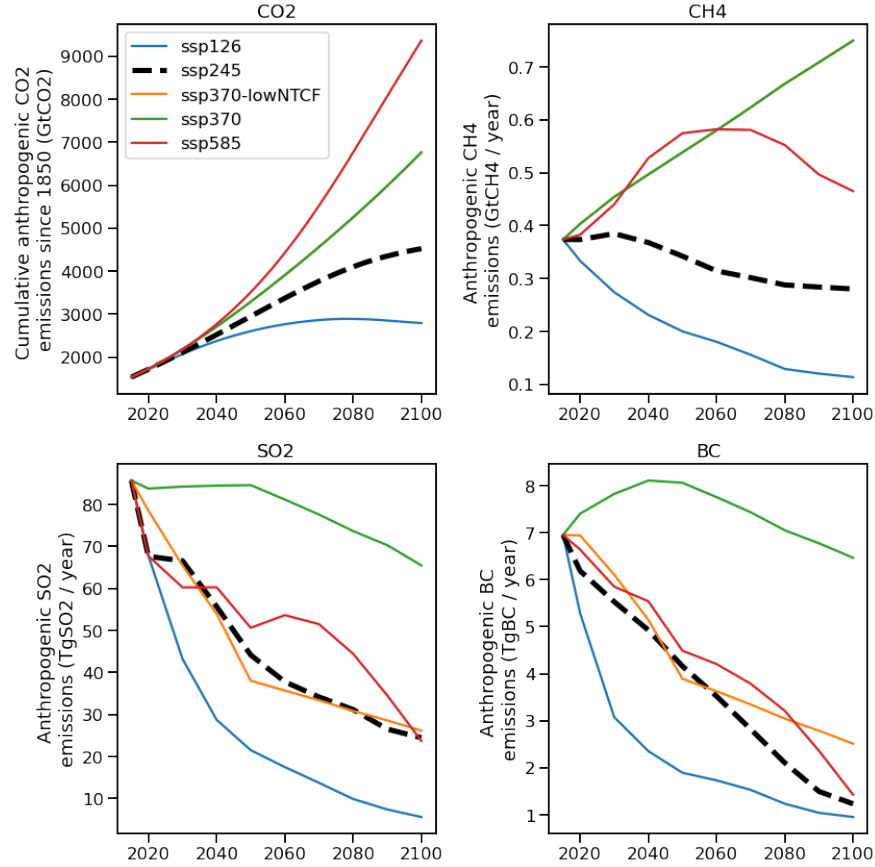 CO2
Cumulative anthropogenic CO2
emissions since 1850 (GtCO2)
9000
8000
7000
6000
5000
4000
3000
2000
ssp126
ssp245
ssp370-lowNTCF
ssp370
ssp585
2020 2040 2060 2080 2100
CH4
Anthropogenic CH4
emissions (GtCH4 / year)
0.7
0.6
0.5
0.4
0.3
0.2
0.1
2020 2040 2060 2080 2100
SO2
Anthropogenic SO2
emissions (TgSO2 / year)
80
70
60
50
40
30
20
10
2020 2040 2060 2080 2100
BC
Anthropogenic BC
emissions (TgBC / year)
8
7
6
5
4
3
2
1
2020 2040 2060 2080 2100